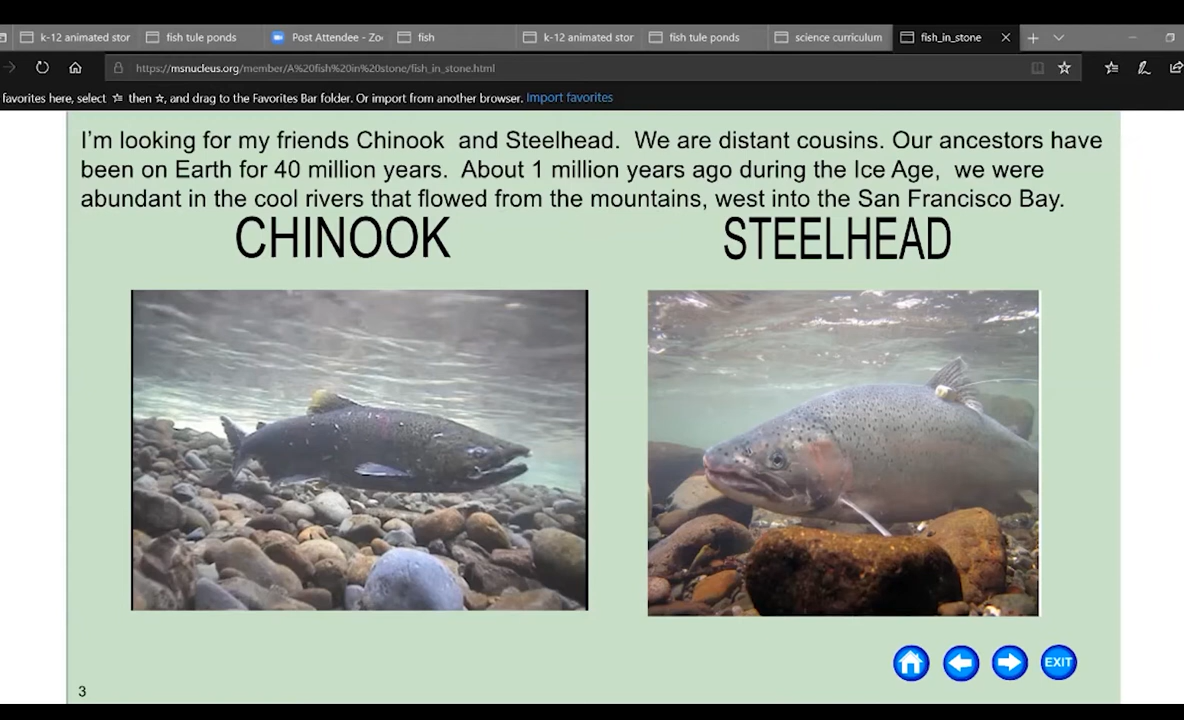 k-12 animated stor
fish tule ponds
Post Attendee - Zo
fish
k-12 animated stor
fish tule ponds
science curriculum
fish_in_stone
https://msnucleus.org/member/A%20fish%20in%20stone/fish_in_stone.html
favorites here, select then, and drag to the Favorites Bar folder. Or import from another browser. Import favorites
I'm looking for my friends Chinook and Steelhead. We are distant cousins. Our ancestors have
been on Earth for 40 million years. About 1 million years ago during the Ice Age, we were
abundant in the cool rivers that flowed from the mountains, west into the San Francisco Bay.
CHINOOK
STEELHEAD
EXIT
3